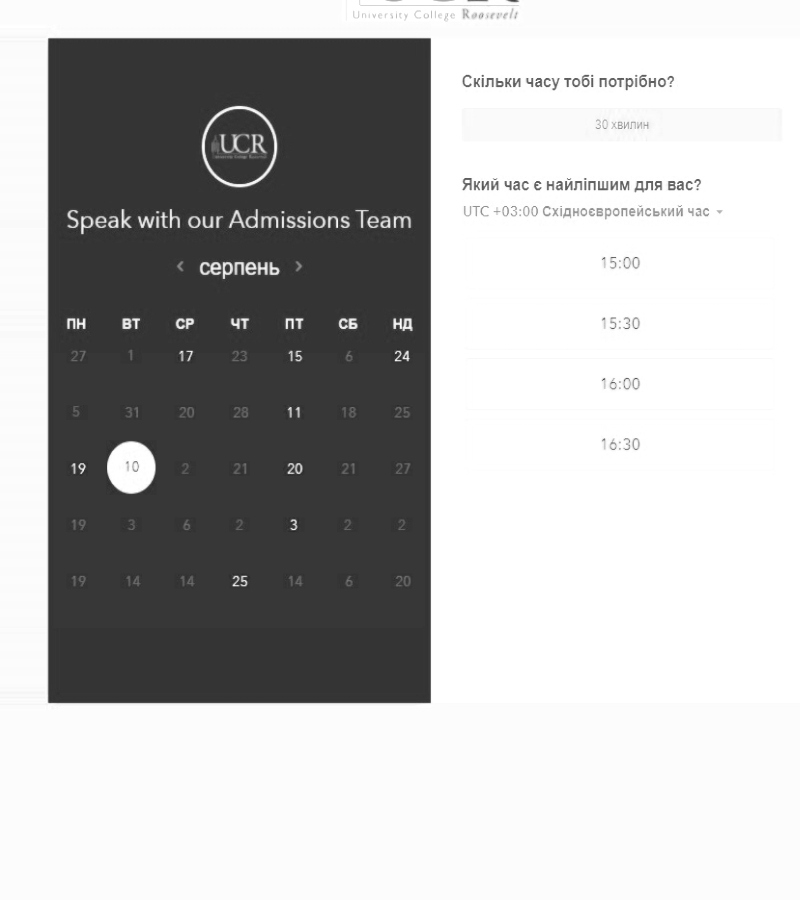 University College Roosevelt
UCR
Speak with our Admissions Team
серпень
ПН ВТ СР ЧТ ПТ СБ НД
27 1 17 23 15 6 24
5 31 20 28 11 18 25
19 10 2 21 20 21 27
19 3 6 2 3 2 2
19 14 14 25 14 6 20
Скільки часу тобі потрібно?
30 хвилин
Який час є найліпшим для вас?
UTC +03:00 Східноєвропейський час
15:00
15:30
16:00
16:30